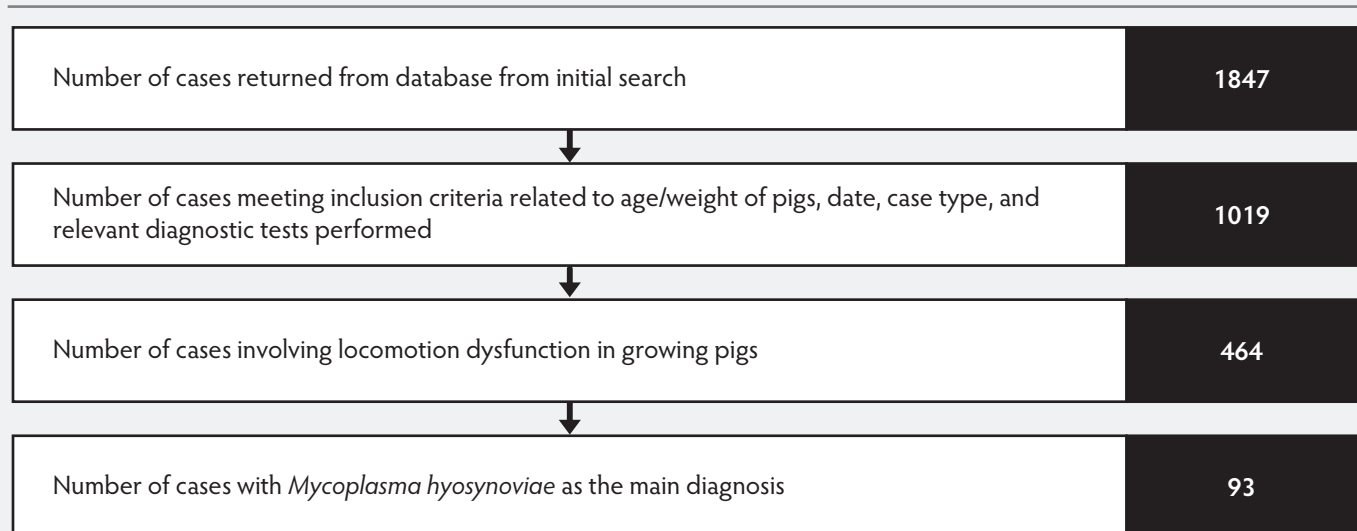 Number of cases returned from database from initial search
1847
Number of cases meeting inclusion criteria related to age/weight of pigs, date, case type, and
relevant diagnostic tests performed
1019
Number of cases involving locomotion dysfunction in growing pigs
464
Number of cases with Mycoplasma hyosynoviae as the main diagnosis
93